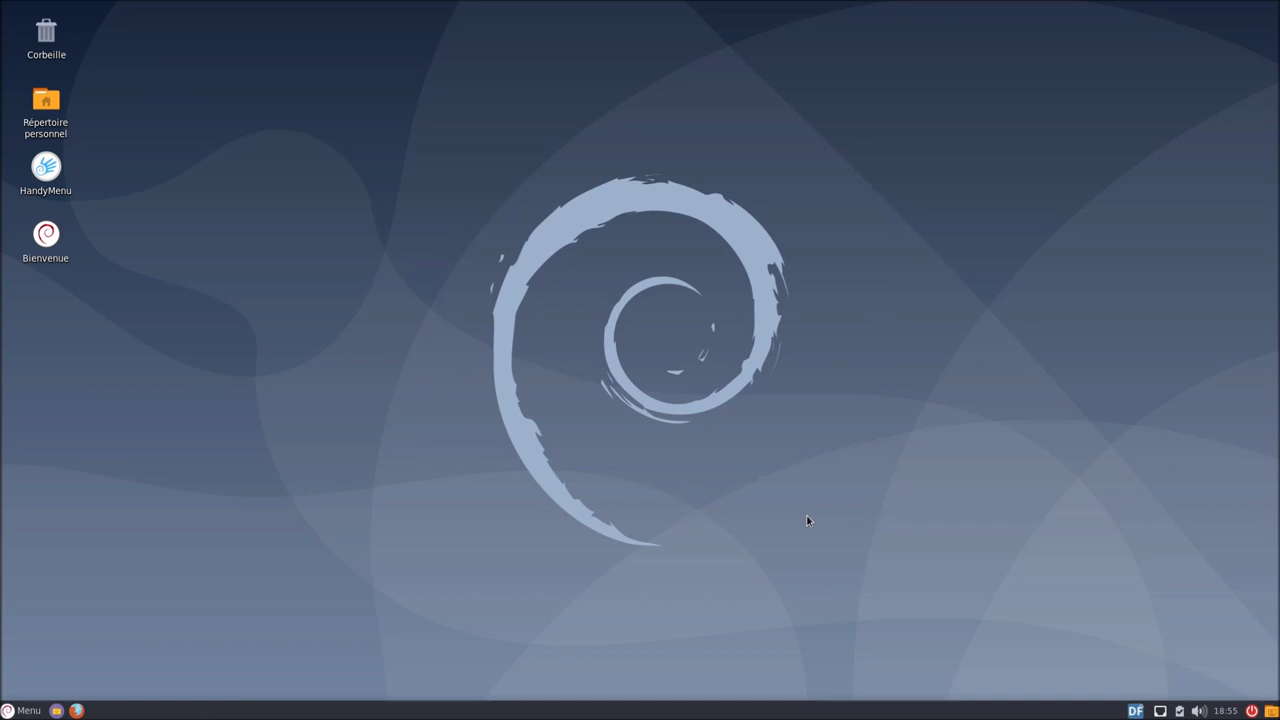 Corbeille
Répertoire
personnel
HandyMenu
Bienvenue
Menu
DF
18:55